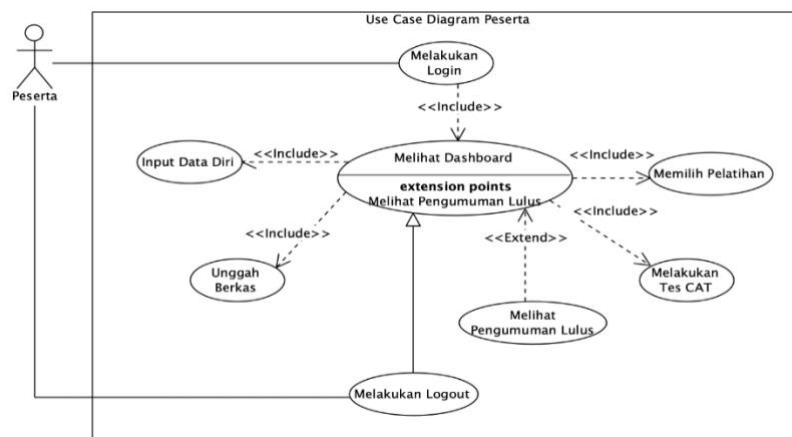 Use Case Diagram Peserta
Peserta
Melakukan
Login
<<Include>>
Input Data Diri
<<Include>>
Melihat Dashboard
<<Include>>
Memilih Pelatihan
extension points
Melihat Pengumuman Lulus
<<Include>>
<<Include>>
<<Extend>>
Unggah
Berkas
Melakukan
Tes CAT
Melihat
Pengumuman Lulus
Melakukan Logout